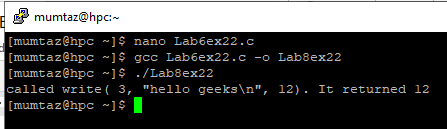 mumtaz@hpc:~
[mumtaz@hpc ~]$ nano Lab6ex22.c
[mumtaz@hpc ~]$ gcc Lab6ex22.c -o Lab8ex22
[mumtaz@hpc ~]$ ./Lab8ex22
called write( 3, "hello geeks\n", 12). It returned 12
[mumtaz@hpc ~]$